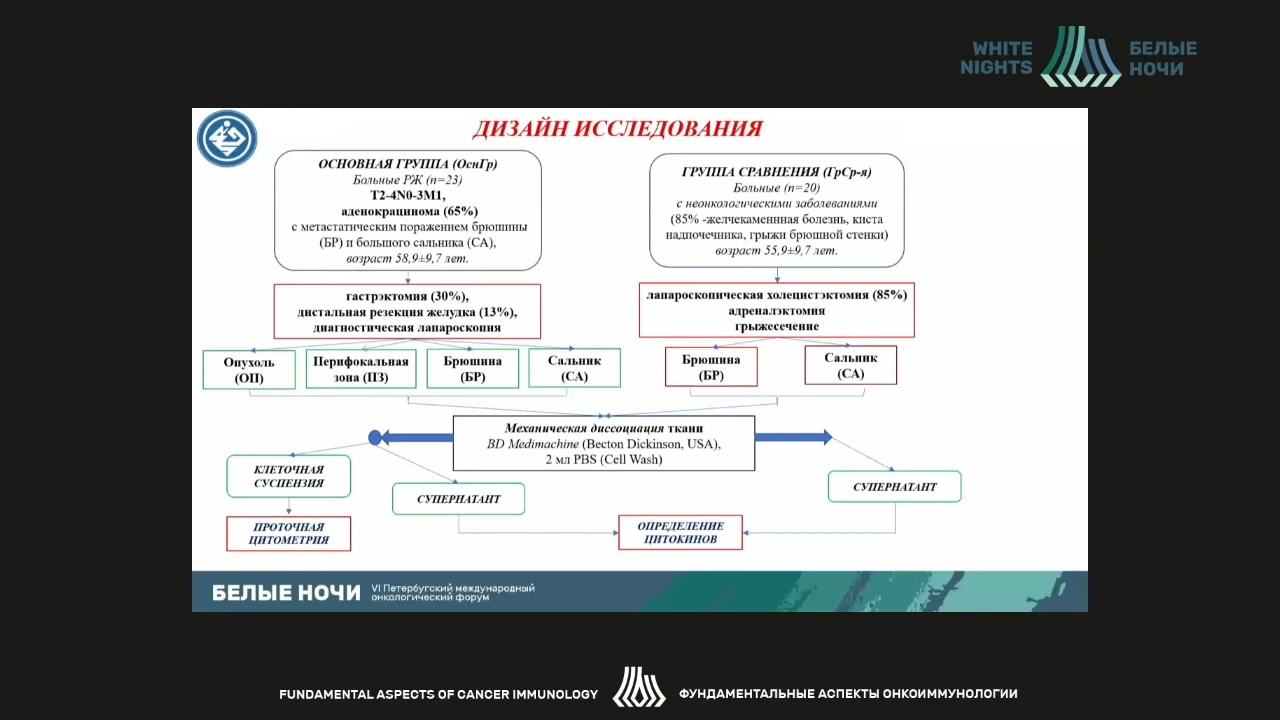 WHITE NIGHTS
БЕЛЫЕ НОЧИ
ДИЗАЙН ИССЛЕДОВАНИЯ
ОСНОВНАЯ ГРУППА (ОснГр)
Больные РЖ (n=23)
T2-4N0-3M1,
аденокрацинома (65%)
с метастатическим поражением брюшины
(БР) и большого сальника (СА),
возраст 58,9±9,7 лет.
ГРУППА СРАВНЕНИЯ (ГрСр-я)
Больные (n=20)
с неонкологическими заболеваниями
(85% -желчекаменнная болезнь, киста
надпочечника, грыжи брюшной стенки)
возраст 55,9±9,7 лет.
гастрэктомия (30%),
дистальная резекция желудка (13%),
диагностическая лапароскопия
лапароскопическая холецистэктомия (85%)
адреналэктомия
грыжесечение
Опухоль
(ОП)
Перифокальная
зона (ПЗ)
Брюшина
(БР)
Сальник
(СА)
Брюшина
(БР)
Сальник
(СА)
Механическая диссоциация ткани
BD Medimachine (Becton Dickinson, USA),
2 мл PBS (Cell Wash)
КЛЕТОЧНАЯ
СУСПЕНЗИЯ
СУПЕРНАТАНТ
СУПЕРНАТАНТ
ПРОТОЧНАЯ
ЦИТОМЕТРИЯ
ОПРЕДЕЛЕНИЕ
ЦИТОКИНОВ
БЕЛЫЕ НОЧИ
VI Петербугский международный
онкологический форум
FUNDAMENTAL ASPECTS OF CANCER IMMUNOLOGY
ФУНДАМЕНТАЛЬНЫЕ АСПЕКТЫ ОНКОИММУНОЛОГИИ